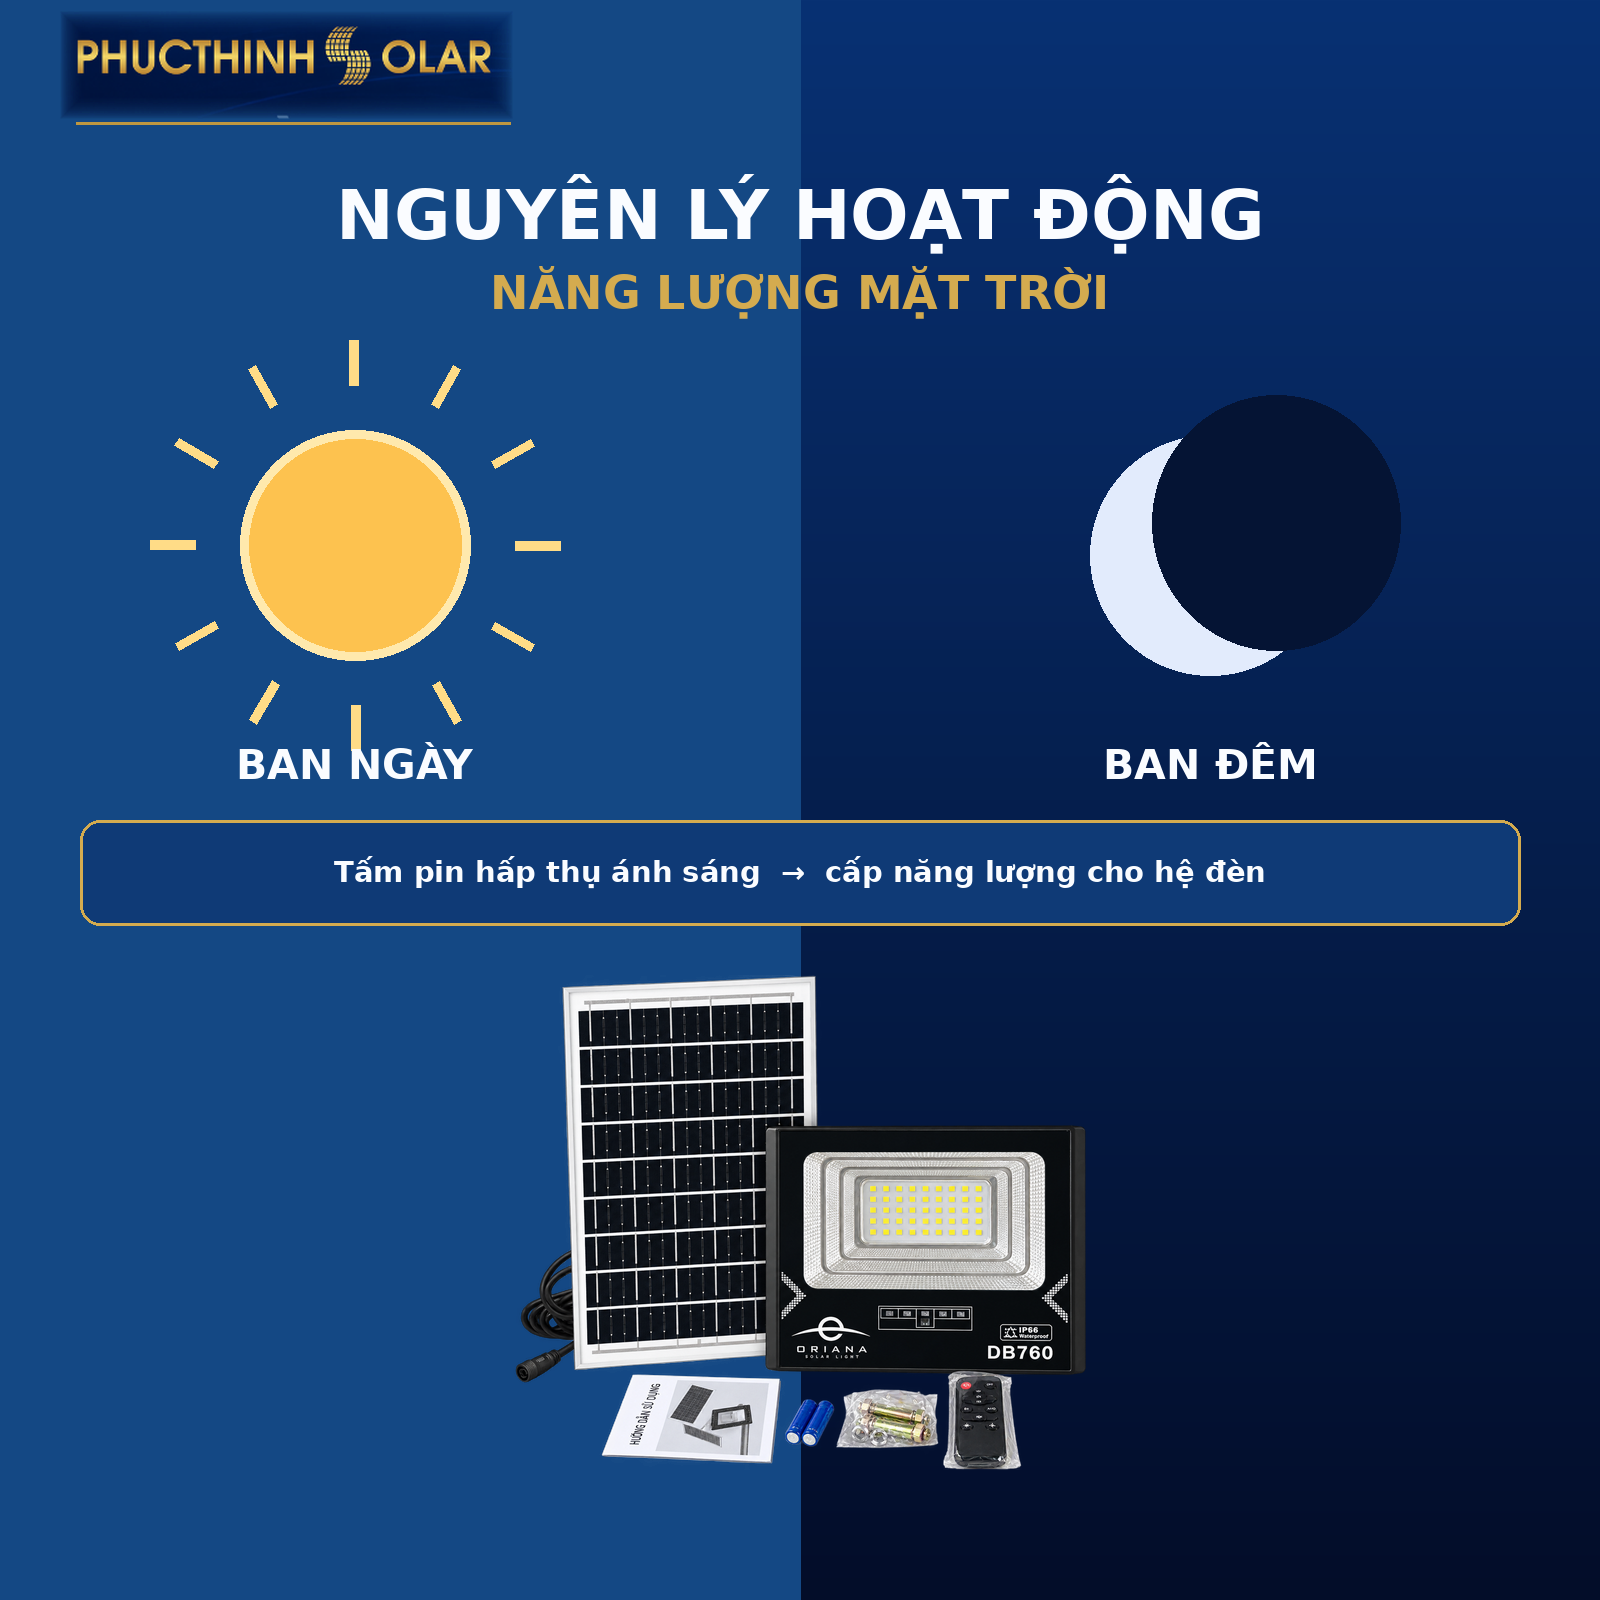 PHUCTHINH SOLAR
NGUYÊN LÝ HOẠT ĐỘNG
NĂNG LƯỢNG MẶT TRỜI
BAN NGÀY
BAN ĐÊM
Tấm pin hấp thụ ánh sáng → cấp năng lượng cho hệ đèn
IP66
Waterproof
ORIANA
SOLAR LIGHT
DB760
HƯỚNG DẪN SỬ DỤNG